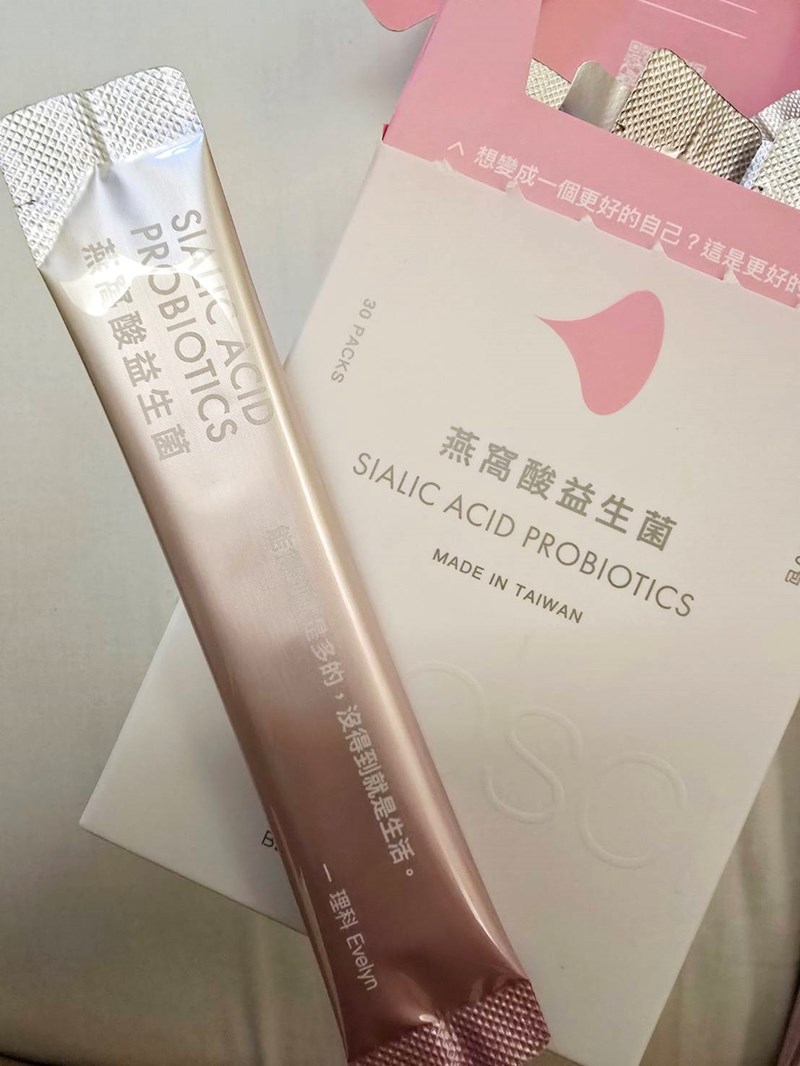 SIALIC ACID
PROBIOTICS
燕窩酸益生菌
是多的，沒得到就是生活。
— 理科 Evelyn
^ 想變成一個更好的自己？這是更好的
30 PACKS
燕窩酸益生菌
SIALIC ACID PROBIOTICS
MADE IN TAIWAN